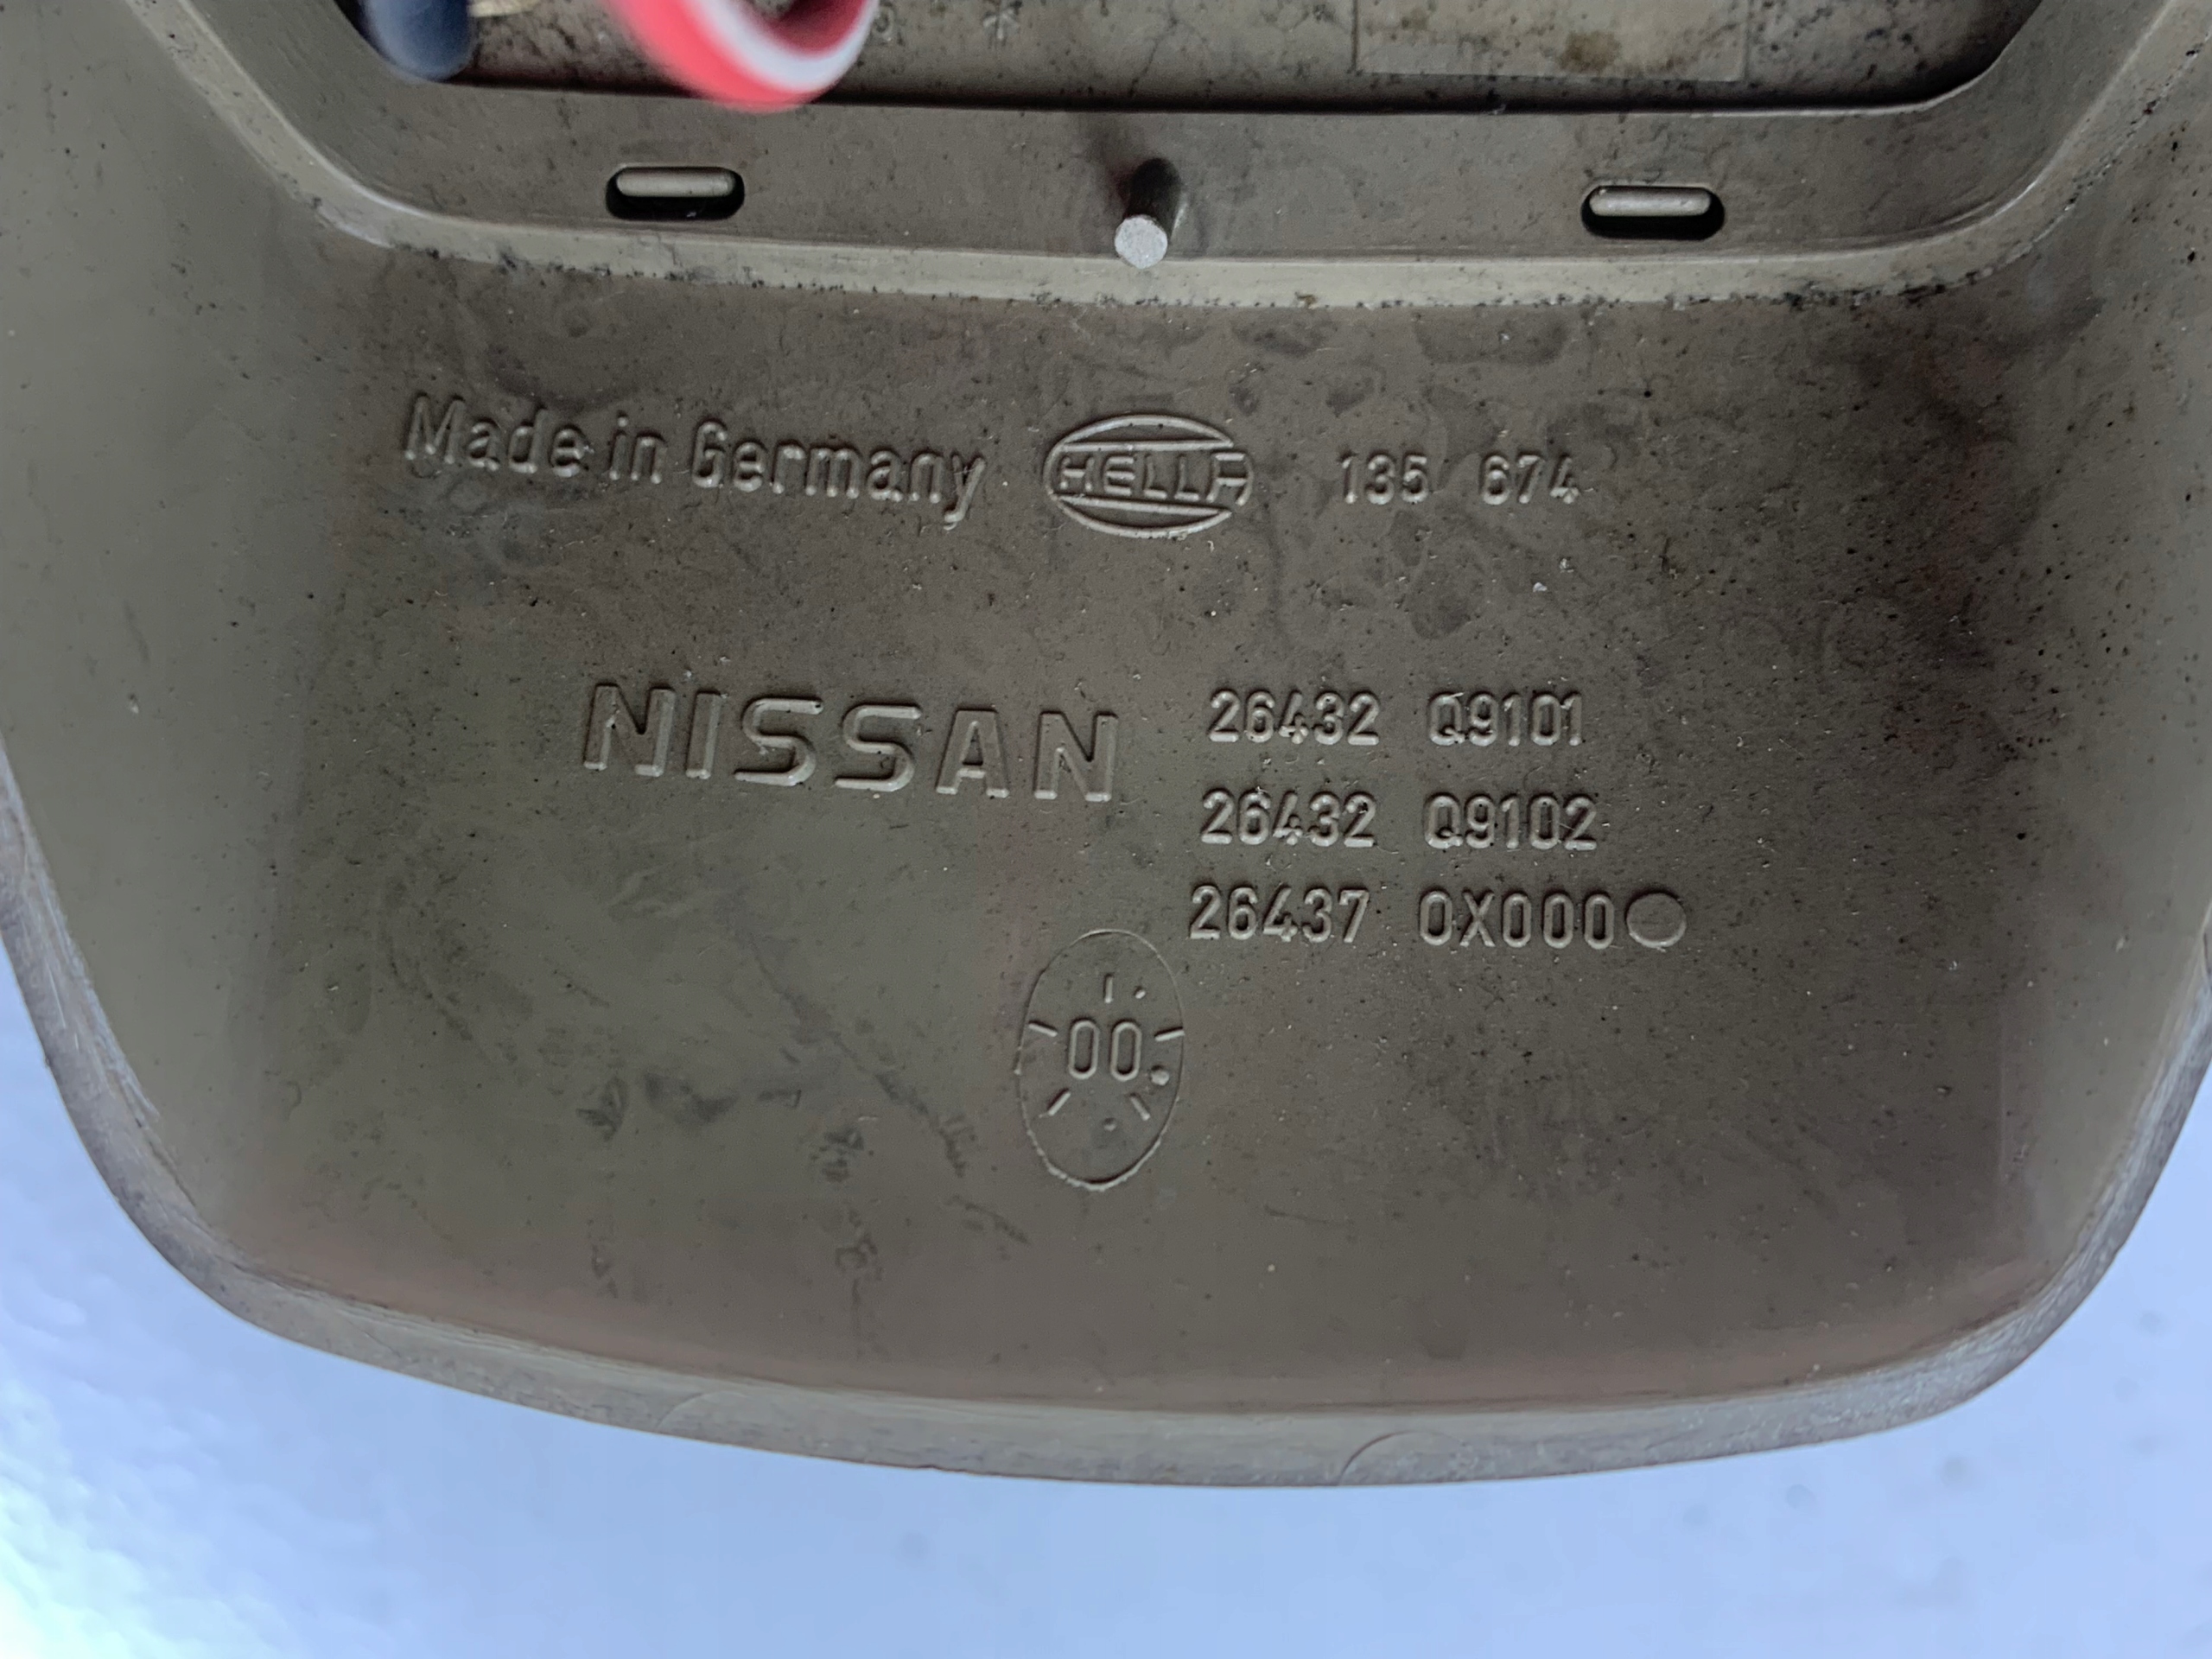 Made in Germany HELLA 135 674
NISSAN 26432 Q9101
26432 Q9102
26437 0X000
00